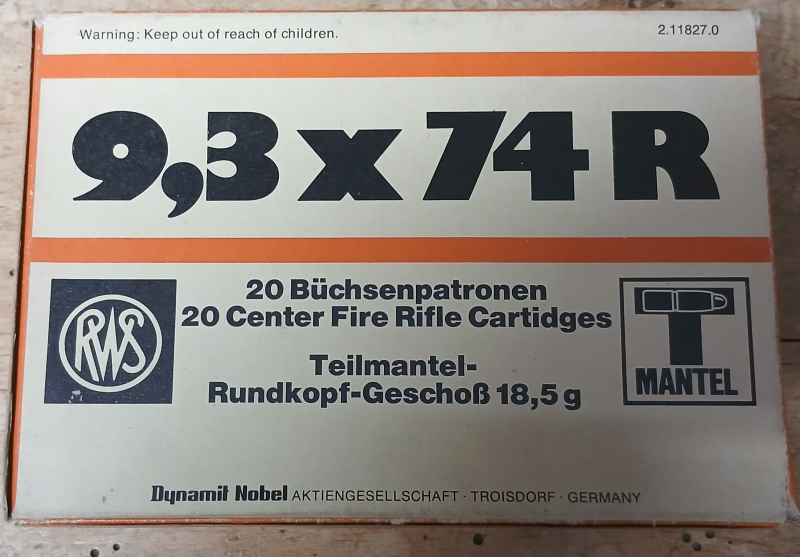 Warning: Keep out of reach of children.
2.11827.0
9,3 x 74 R
RWS
20 Büchsenpatronen
20 Center Fire Rifle Cartidges
Teilmantel-
Rundkopf-Geschoß 18,5 g
T
MANTEL
Dynamit Nobel AKTIENGESELLSCHAFT · TROISDORF · GERMANY